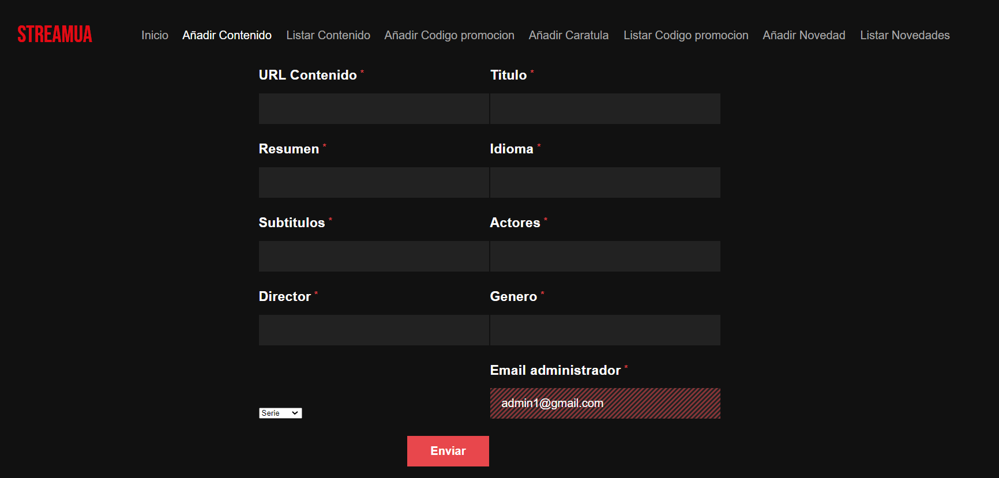 STREAMUA
Inicio Añadir Contenido Listar Contenido Añadir Codigo promocion Añadir Caratula Listar Codigo promocion Añadir Novedad Listar Novedades
URL Contenido * Titulo *
Resumen * Idioma *
Subtitulos * Actores *
Director * Genero *
Email administrador *
Serie admin1@gmail.com
Enviar